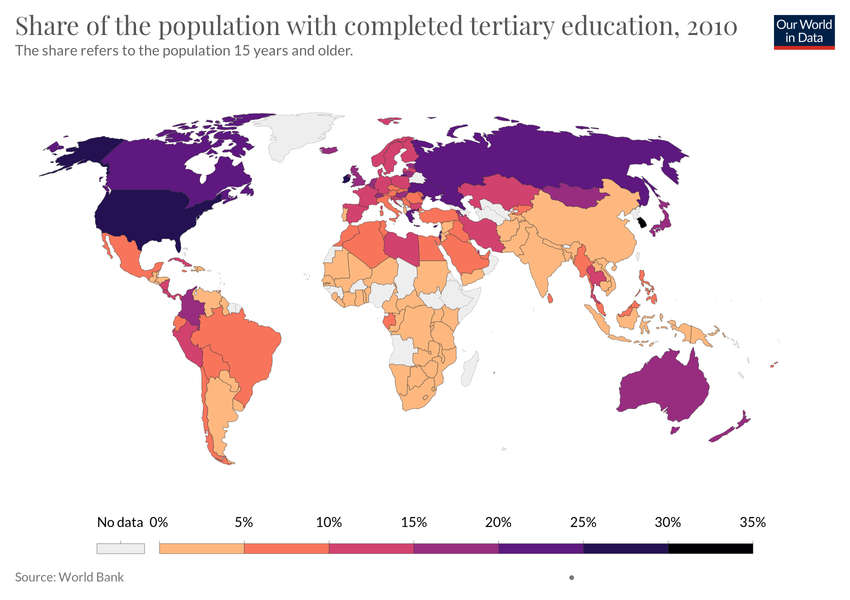 Share of the population with completed tertiary education, 2010
The share refers to the population 15 years and older.
Our World
in Data
No data 0% 5% 10% 15% 20% 25% 30% 35%
Source: World Bank